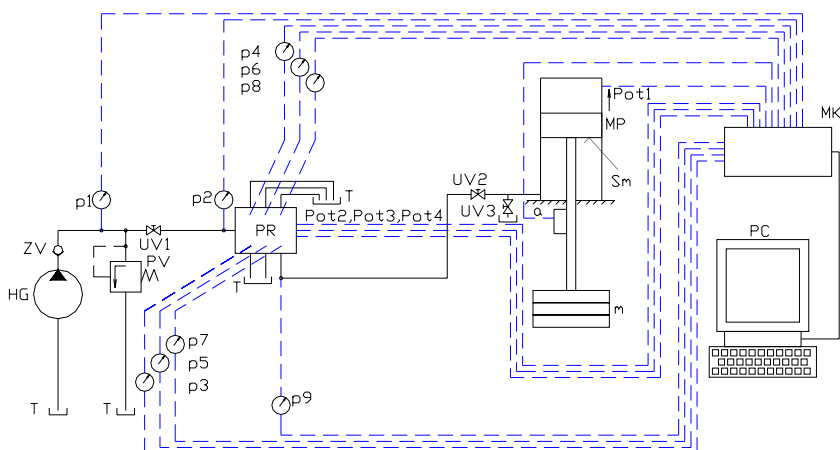 p4
p6
p8
Pot1
MP
MK
Sm
p1
p2
T
UV2
UV3
a
Pot2,Pot3,Pot4
PR
UV1
ZV
PV
HG
T
PC
m
p7
p5
p3
p9
T
T